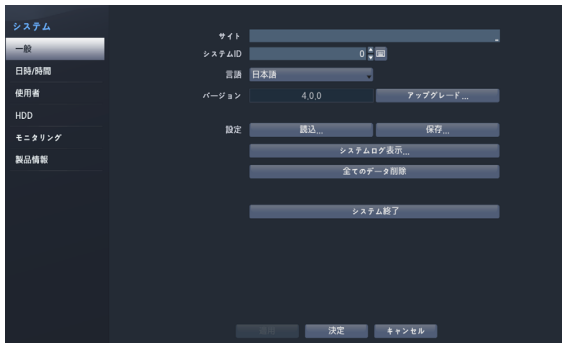 システム
一般
日時/時間
使用者
HDD
モニタリング
製品情報
サイト
システムID 0
言語 日本語
バージョン 4.0.0 アップグレード...
設定 読込... 保存...
システムログ表示...
全てのデータ削除
システム終了
適用 決定 キャンセル